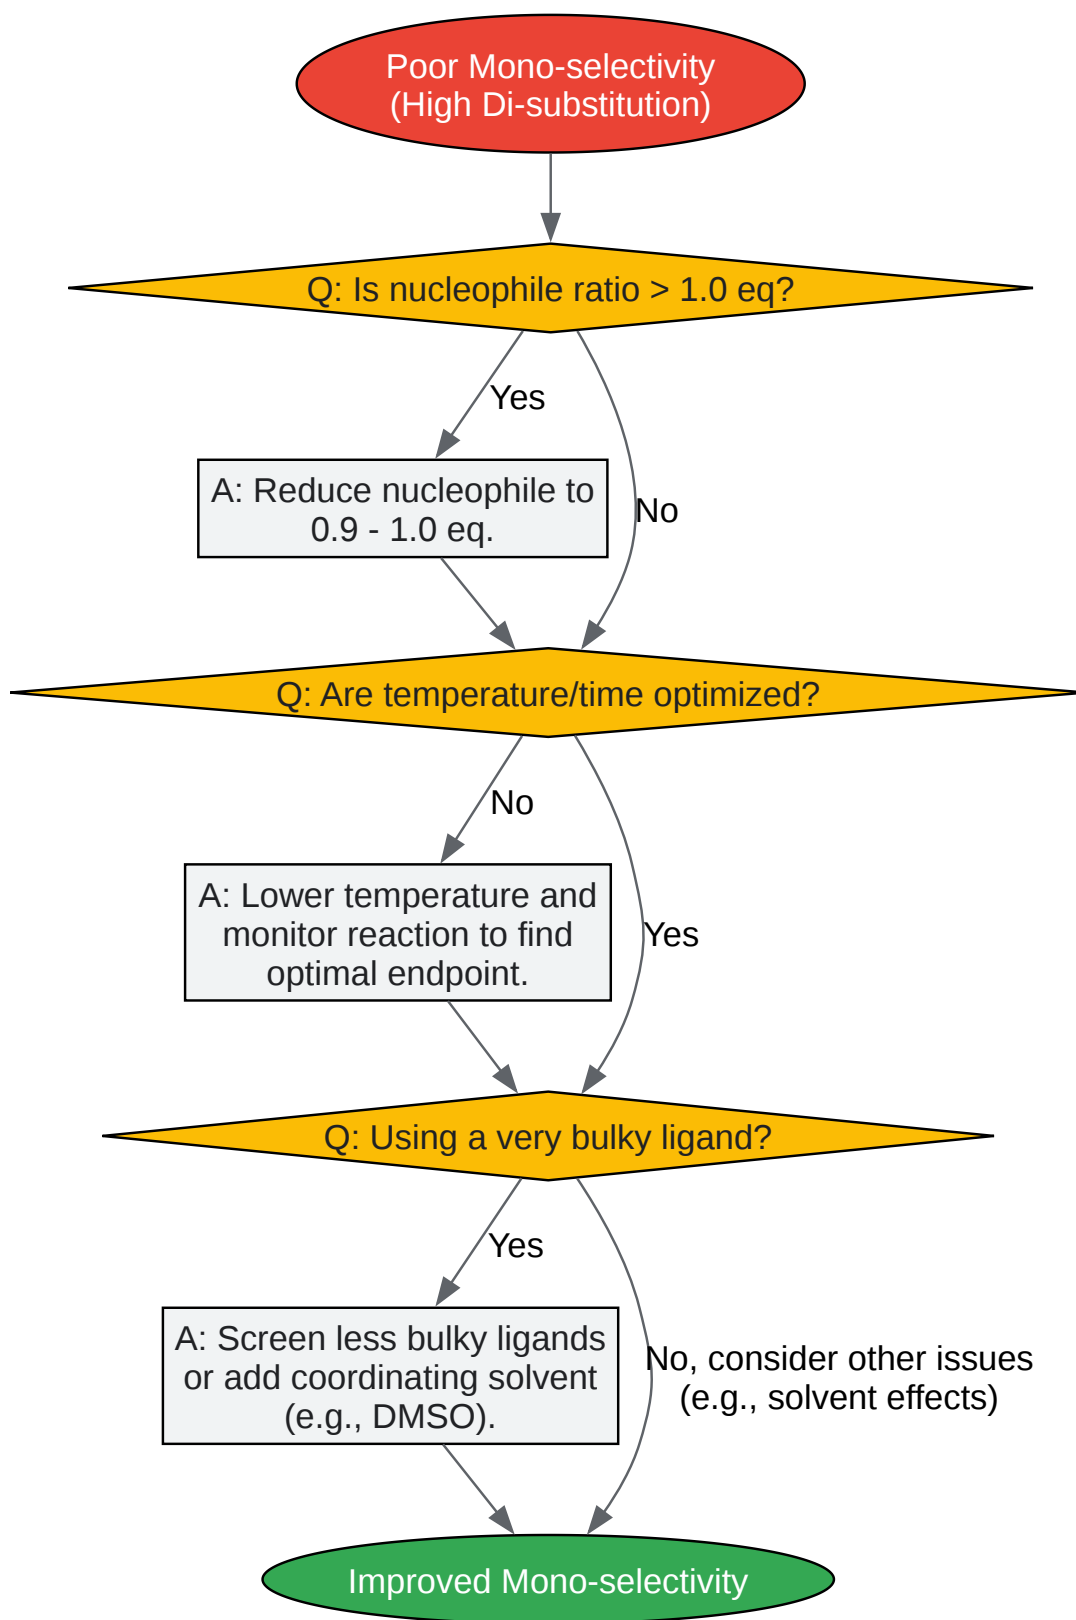 Poor Mono-selectivity
(High Di-substitution)
Q: Is nucleophile ratio > 1.0 eq?
Yes
A: Reduce nucleophile to
0.9 - 1.0 eq.
No
Q: Are temperature/time optimized?
No
A: Lower temperature and
monitor reaction to find
optimal endpoint.
Yes
Q: Using a very bulky ligand?
Yes
A: Screen less bulky ligands
or add coordinating solvent
(e.g., DMSO).
No, consider other issues
(e.g., solvent effects)
Improved Mono-selectivity